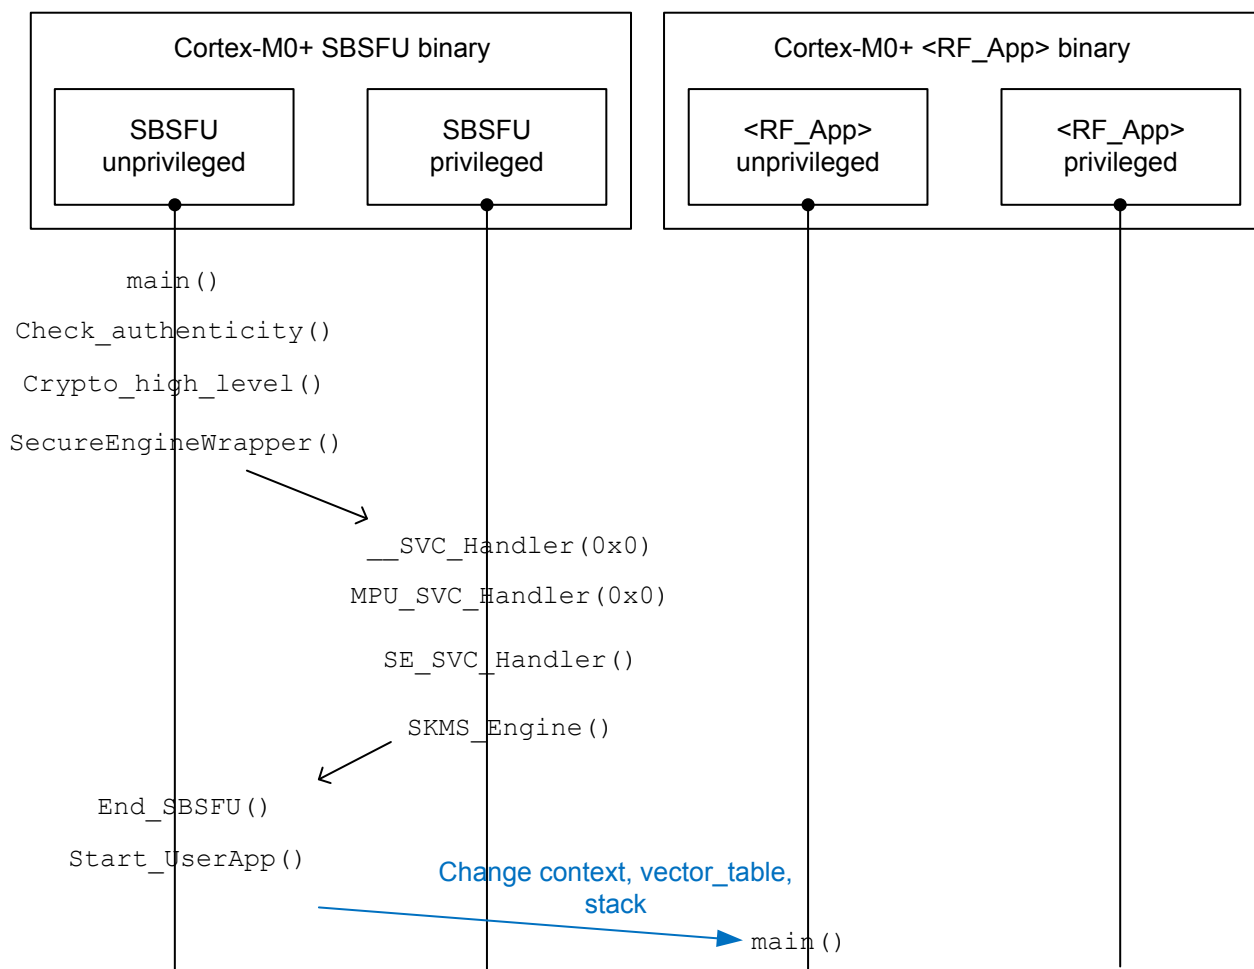 Cortex-M0+ SBSFU binary
Cortex-M0+ <RF_App> binary
SBSFU
unprivileged
SBSFU
privileged
<RF_App>
unprivileged
<RF_App>
privileged
main()
Check_authenticity()
Crypto_high_level()
SecureEngineWrapper()
__SVC_Handler(0x0)
MPU_SVC_Handler(0x0)
SE_SVC_Handler()
SKMS_Engine()
End_SBSFU()
Start_UserApp()
Change context, vector_table,
stack
main()